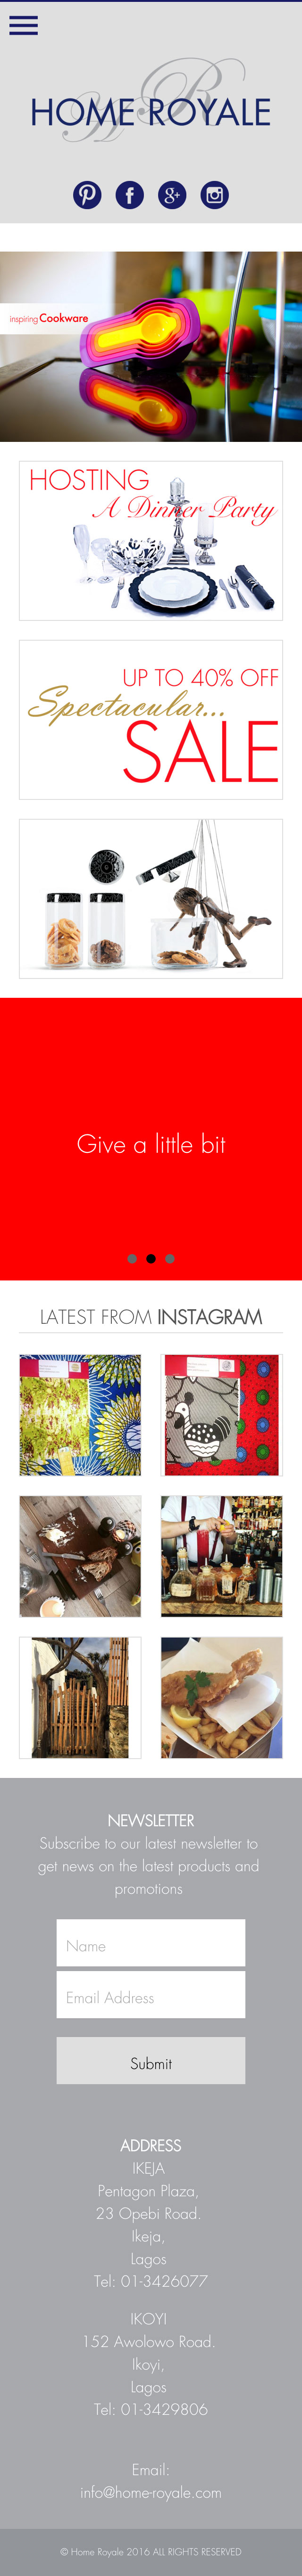 HOME ROYALE
inspiring Cookware
HOSTING
A Dinner Party
UP TO 40% OFF
Spectacular...
SALE
Give a little bit
LATEST FROM INSTAGRAM
NEWSLETTER
Subscribe to our latest newsletter to
get news on the latest products and
promotions
Name
Email Address
Submit
ADDRESS
IKEJA
Pentagon Plaza,
23 Opebi Road.
Ikeja,
Lagos
Tel: 01-3426077
IKOYI
152 Awolowo Road.
Ikoyi,
Lagos
Tel: 01-3429806
Email:
info@home-royale.com
© Home Royale 2016 ALL RIGHTS RESERVED